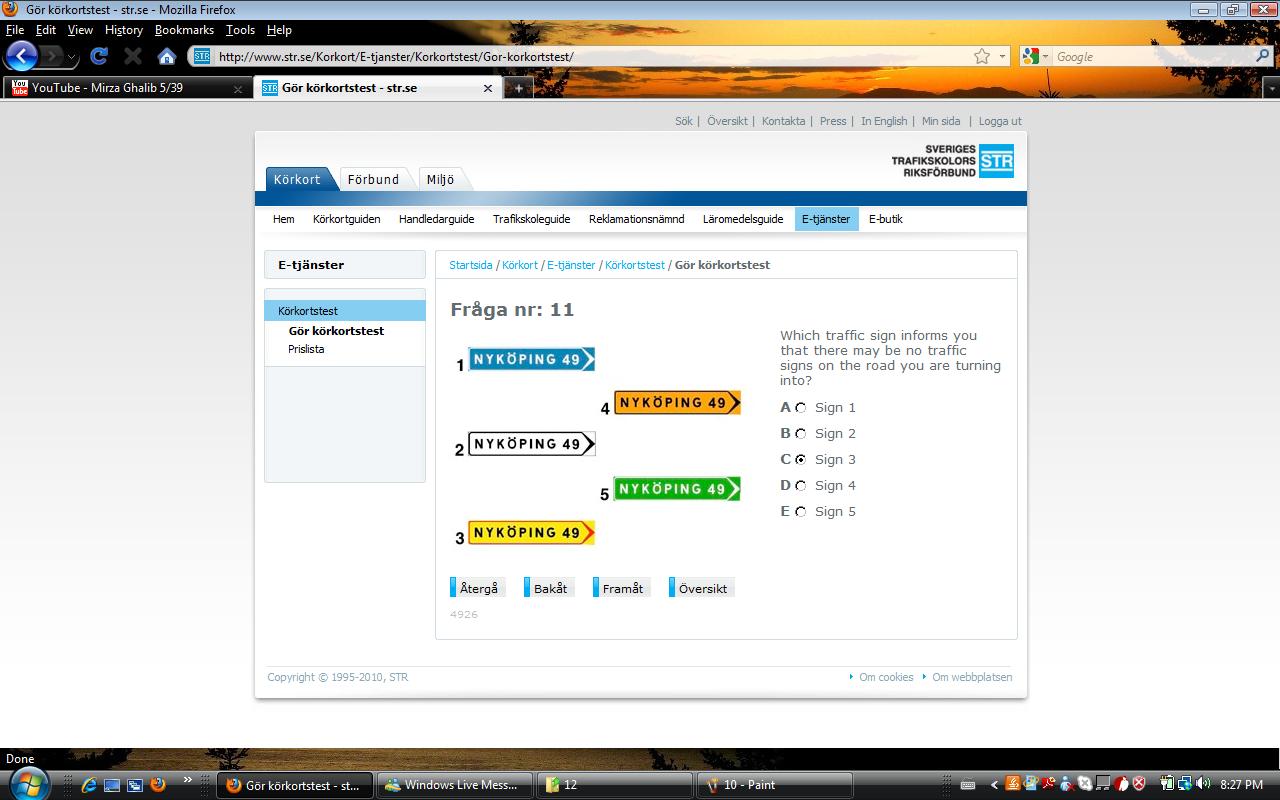 Gör körkortstest - str.se - Mozilla Firefox
File Edit View History Bookmarks Tools Help
STR http://www.str.se/Korkort/E-tjanster/Korkortstest/Gor-korkortstest/ Google
You Tube YouTube - Mirza Ghalib 5/39 STR Gör körkortstest - str.se
Sök | Översikt | Kontakta | Press | In English | Min sida | Logga ut
SVERIGES
TRAFIKSKOLORS STR
RIKSFÖRBUND
Körkort Förbund Miljö
Hem Körkortguiden Handledarguide Trafikskoleguide Reklamationsnämnd Läromedelsguide E-tjänster E-butik
E-tjänster
Körkortstest
Gör körkortstest
Prislista
Startsida / Körkort / E-tjänster / Körkortstest / Gör körkortstest
Fråga nr: 11
1 NYKÖPING 49
4 NYKÖPING 49
2 NYKÖPING 49
5 NYKÖPING 49
3 NYKÖPING 49
Which traffic sign informs you
that there may be no traffic
signs on the road you are turning
into?
A Sign 1
B Sign 2
C Sign 3
D Sign 4
E Sign 5
Återgå Bakåt Framåt Översikt
4926
Copyright © 1995-2010, STR Om cookies Om webbplatsen
Done
Gör körkortstest - st... Windows Live Mess... 12 10 - Paint 8:27 PM